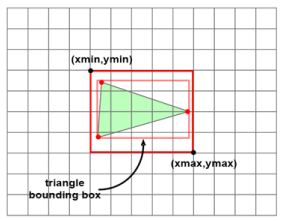 (xmin,ymin)
(xmax,ymax)
triangle
bounding box